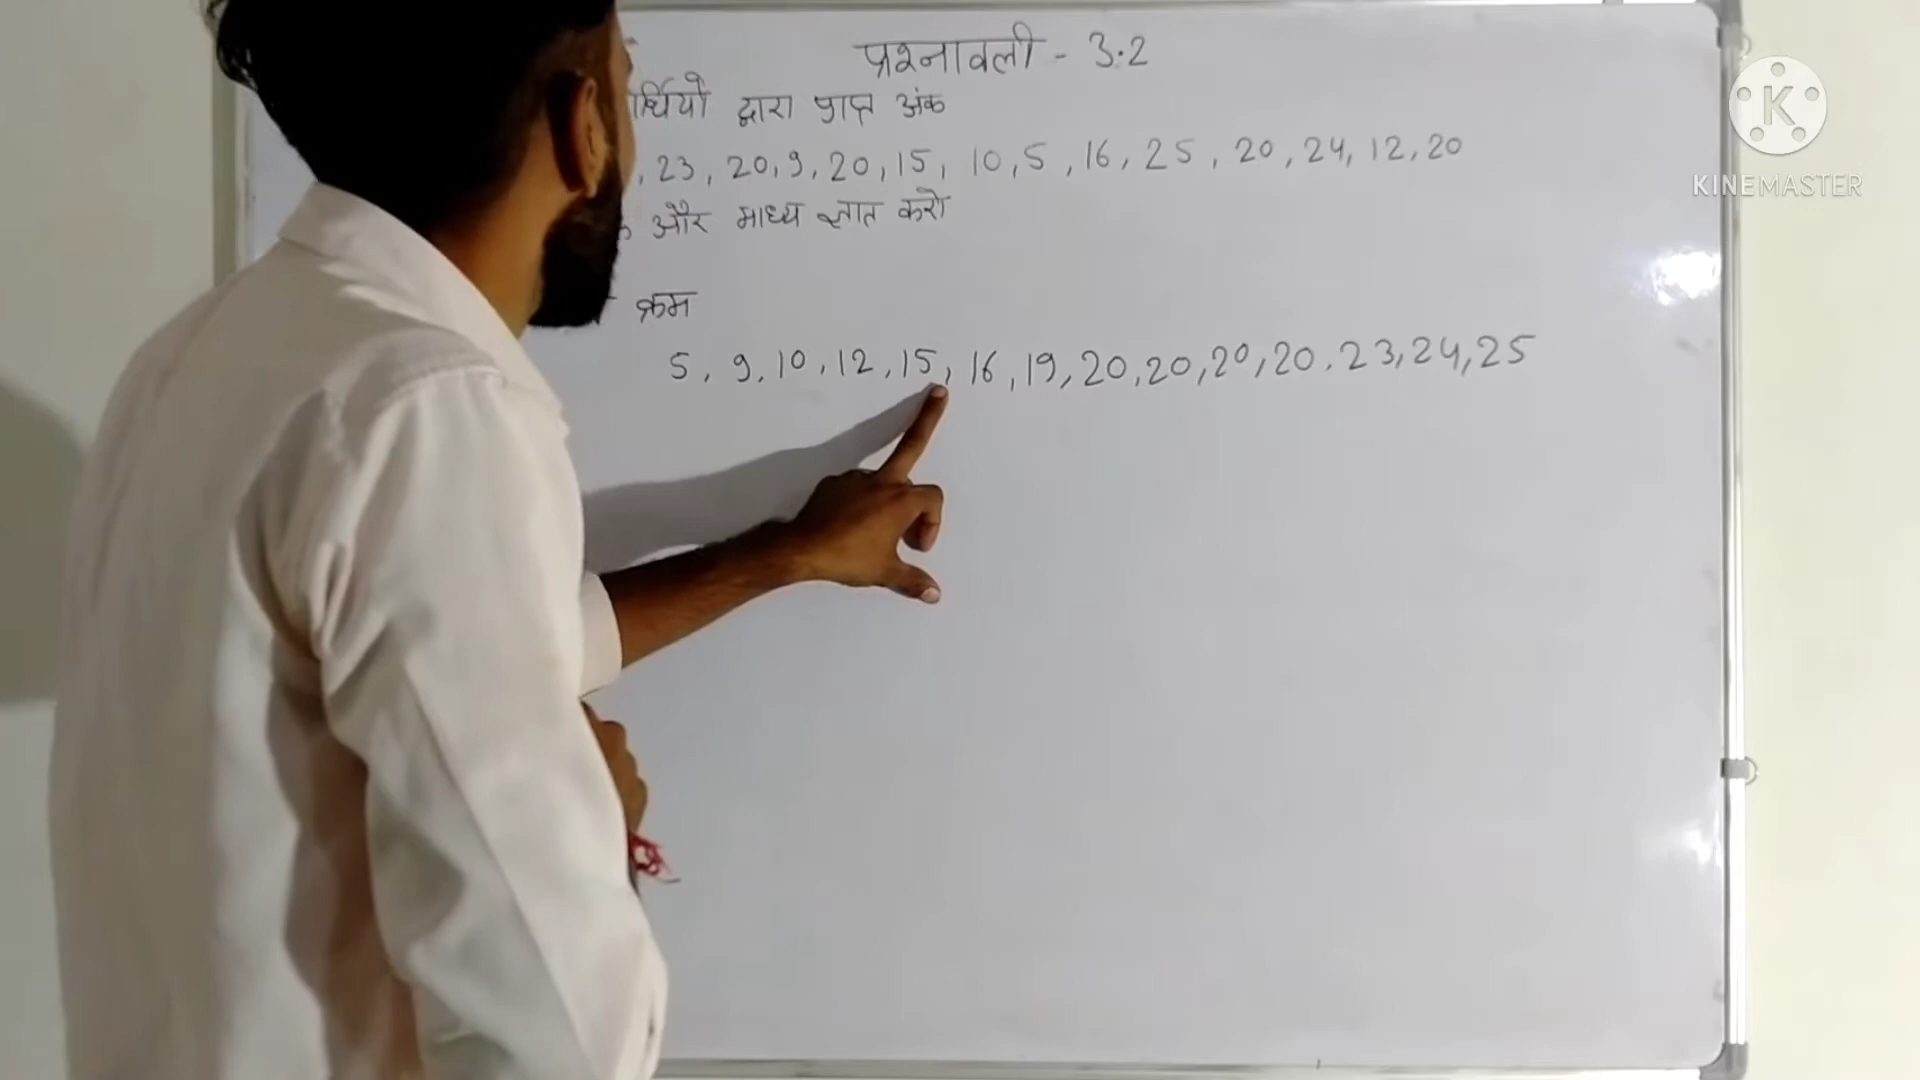 प्रश्नावली - 3.2
द्वारा प्राप्त अंक
, 23, 20, 9, 20, 15, 10, 5, 16, 25, 20, 24, 12, 20
और माध्य ज्ञात करो
क्रम
5, 9, 10, 12, 15, 16, 19, 20, 20, 20, 20, 23, 24, 25
K
KINEMASTER